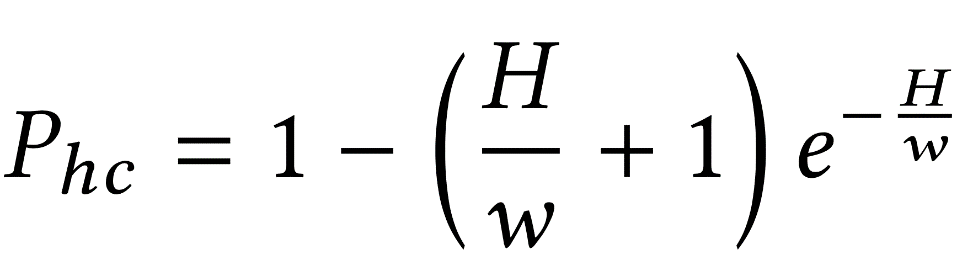 P_{hc} = 1 - \left( \frac{H}{w} + 1 \right) e^{-\frac{H}{w}}